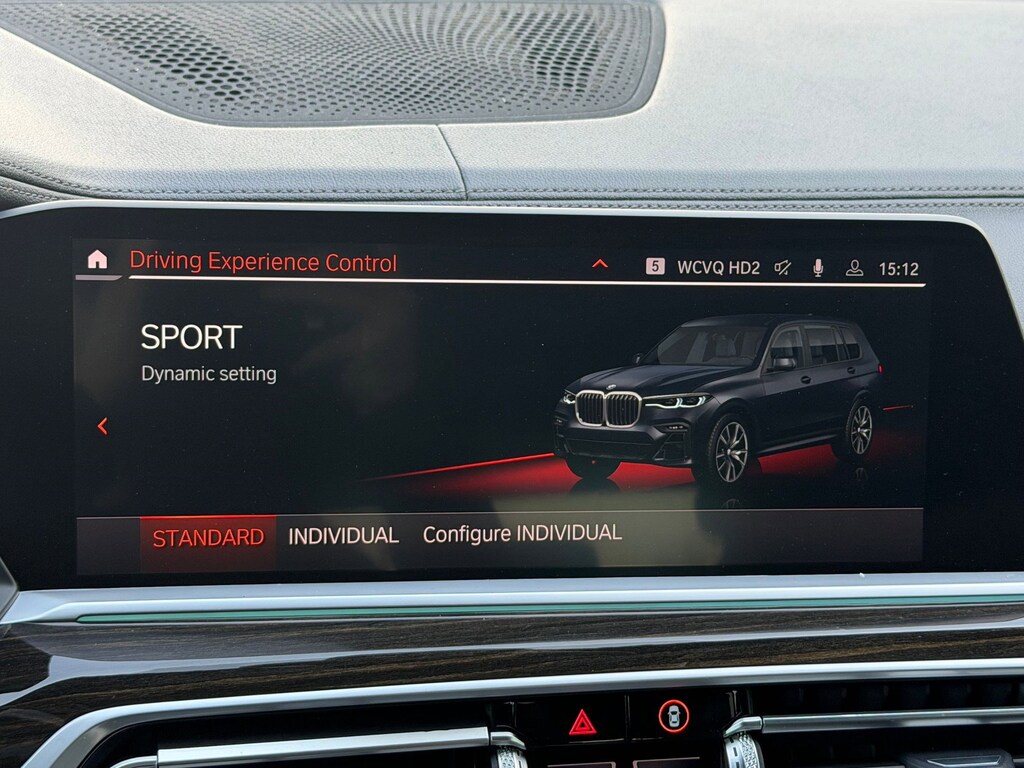 Driving Experience Control
5 WCVQ HD2 15:12
SPORT
Dynamic setting
STANDARD INDIVIDUAL Configure INDIVIDUAL